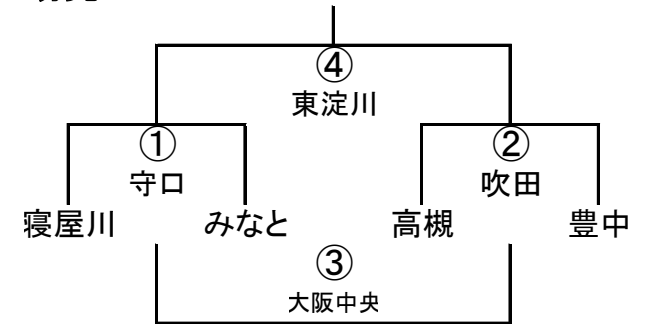 ④
東淀川
①
②
守口
吹田
寝屋川 みなと 高槻 豊中
③
大阪中央